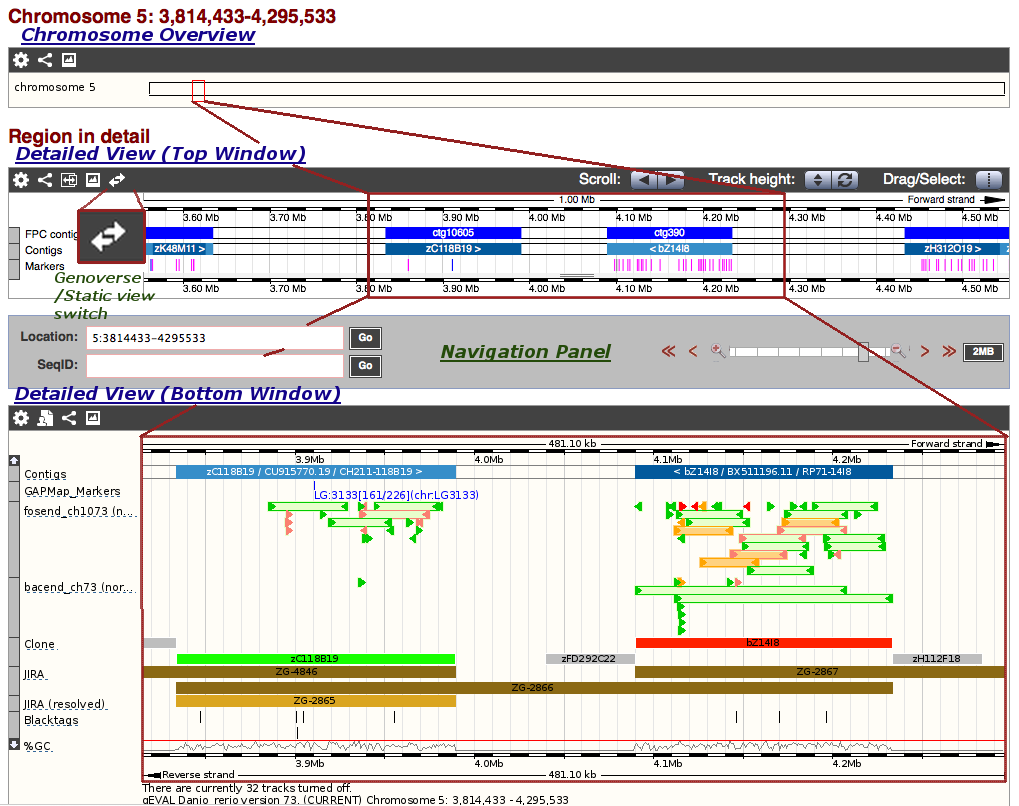 Chromosome 5: 3,814,433-4,295,533
Chromosome Overview
chromosome 5
Region in detail
Detailed View (Top Window)
Scroll: Track height: Drag/Select:
1.00 Mb Forward strand
3.60 Mb 3.70 Mb 3.80 Mb 3.90 Mb 4.00 Mb 4.10 Mb 4.20 Mb 4.30 Mb 4.40 Mb 4.50 Mb
FPC contig ctg10605 ctg390
Contigs zK48M11 > zC118B19 > < bZ14I8 zH312O19 >
Markers
3.60 Mb 3.70 Mb 3.80 Mb 3.90 Mb 4.00 Mb 4.10 Mb 4.20 Mb 4.30 Mb 4.40 Mb 4.50 Mb
Genoverse
/Static view
switch
Location: 5:3814433-4295533 Go
SeqID: Go
Navigation Panel
2MB
Detailed View (Bottom Window)
481.10 kb Forward strand
3.9Mb 4.0Mb 4.1Mb 4.2Mb
Contigs zC118B19 / CU915770.19 / CH211-118B19 > < bZ14I8 / BX511196.11 / RP71-14I8
GAPMap_Markers
LG:3133[161/226](chr:LG3133)
fosend_ch1073 (n...
bacend_ch73 (nor...
Clone bZ14I8
zC118B19 zFD292C22 zH112F18
JIRA ZG-4846 ZG-2867
ZG-2866
JIRA (resolved) ZG-2865
Blacktags
%GC
3.9Mb 4.0Mb 4.1Mb 4.2Mb
Reverse strand 481.10 kb
There are currently 32 tracks turned off.
gEVAL Danio_rerio version 73. (CURRENT) Chromosome 5: 3,814,433 - 4,295,533